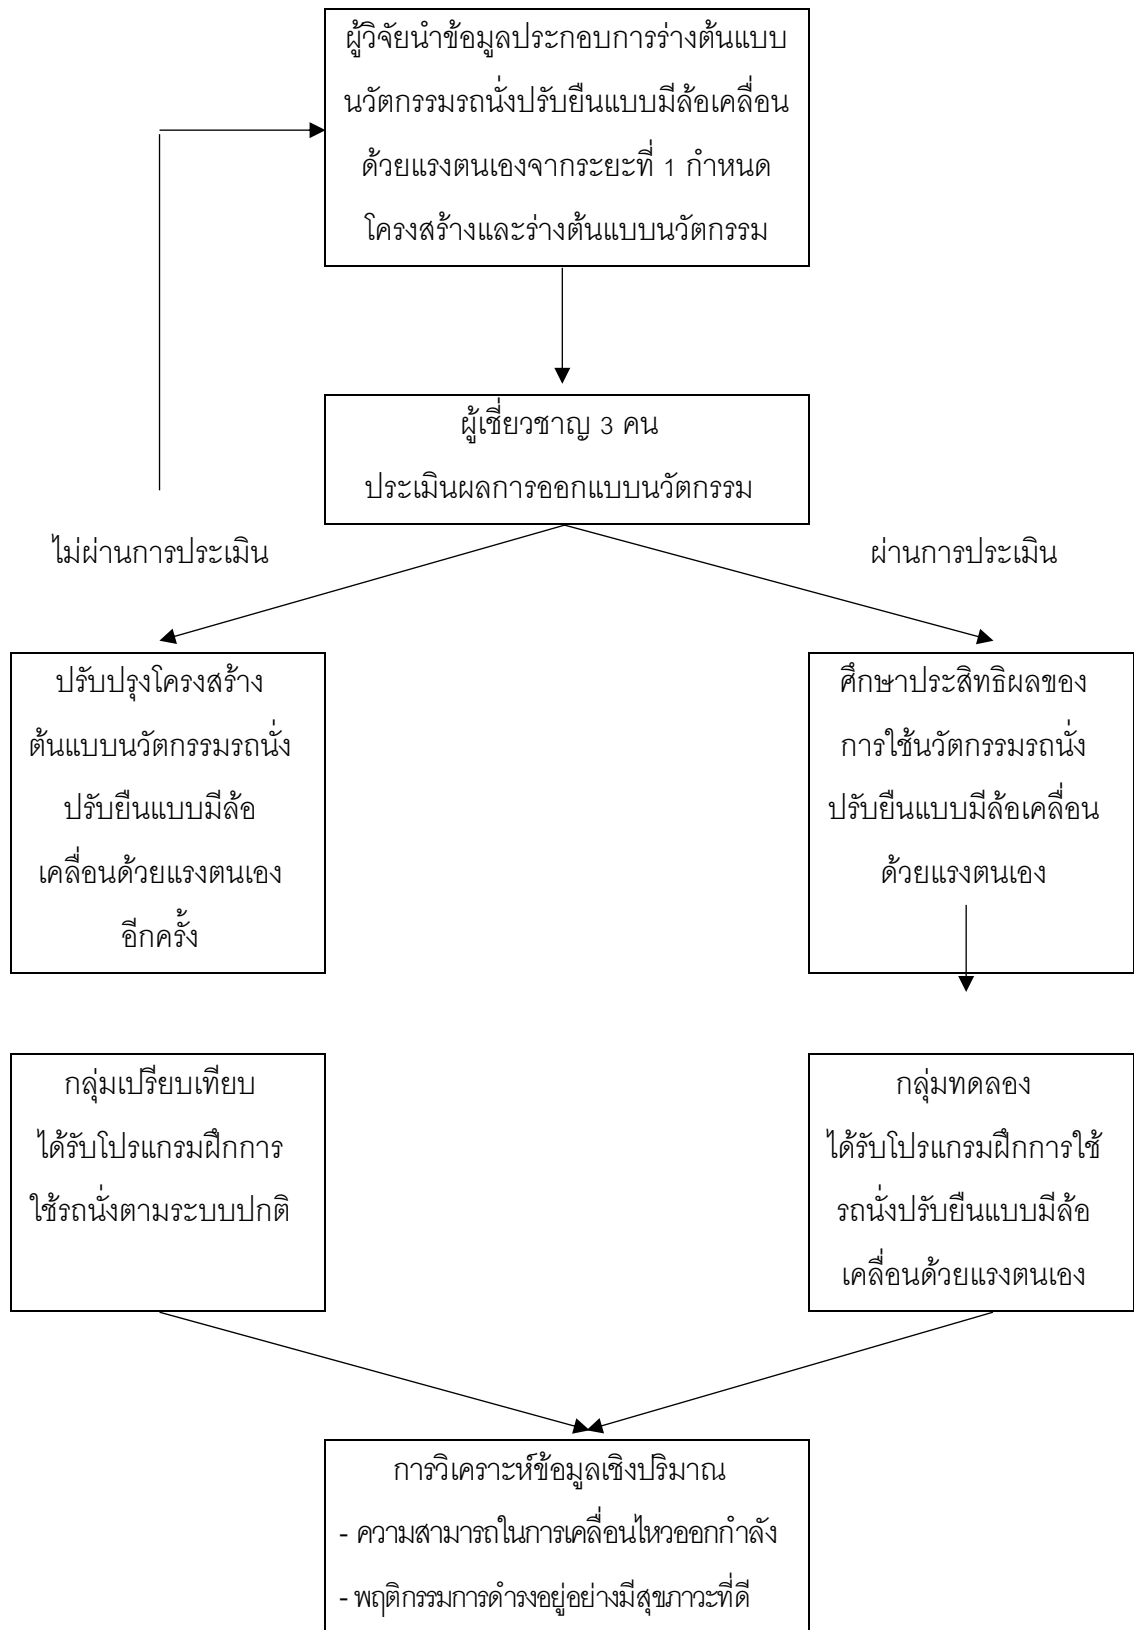 ผู้วิจัยนำข้อมูลประกอบการร่างต้นแบบ
นวัตกรรมรถนั่งปรับยืนแบบมีล้อเคลื่อน
ด้วยแรงตนเองจากระยะที่ 1 กำหนด
โครงสร้างและร่างต้นแบบนวัตกรรม
ผู้เชี่ยวชาญ 3 คน
ประเมินผลการออกแบบนวัตกรรม
ไม่ผ่านการประเมิน
ผ่านการประเมิน
ปรับปรุงโครงสร้าง
ต้นแบบนวัตกรรมรถนั่ง
ปรับยืนแบบมีล้อ
เคลื่อนด้วยแรงตนเอง
อีกครั้ง
ศึกษาประสิทธิผลของ
การใช้นวัตกรรมรถนั่ง
ปรับยืนแบบมีล้อเคลื่อน
ด้วยแรงตนเอง
กลุ่มเปรียบเทียบ
ได้รับโปรแกรมฝึกการ
ใช้รถนั่งตามระบบปกติ
กลุ่มทดลอง
ได้รับโปรแกรมฝึกการใช้
รถนั่งปรับยืนแบบมีล้อ
เคลื่อนด้วยแรงตนเอง
การวิเคราะห์ข้อมูลเชิงปริมาณ
- ความสามารถในการเคลื่อนไหวออกกำลัง
- พฤติกรรมการดำรงอยู่อย่างมีสุขภาวะที่ดี